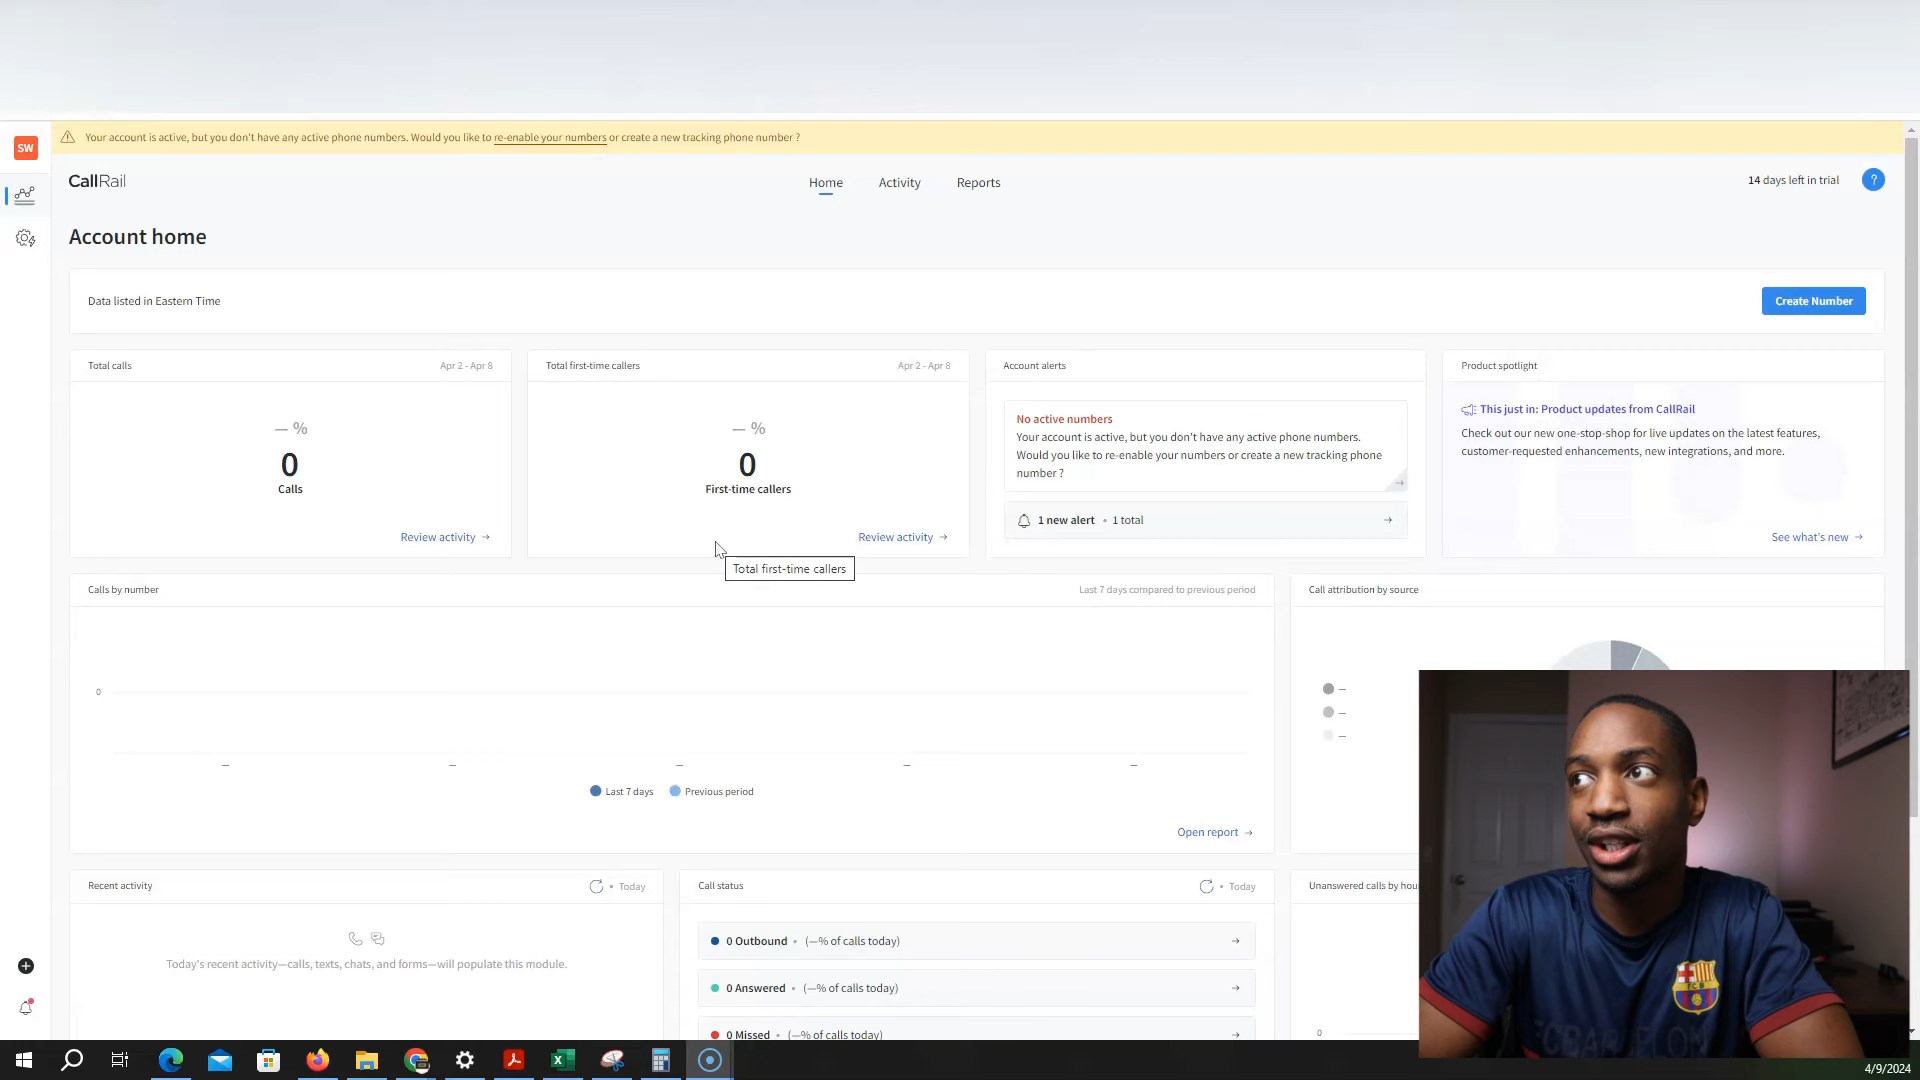 Your account is active, but you don't have any active phone numbers. Would you like to re-enable your numbers or create a new tracking phone number ?
SW
CallRail
Home
Activity
Reports
14 days left in trial
?
Account home
Data listed in Eastern Time
Create Number
Total calls
Apr 2 - Apr 8
— %
0
Calls
Review activity →
Total first-time callers
Apr 2 - Apr 8
— %
0
First-time callers
Review activity →
Total first-time callers
Account alerts
No active numbers
Your account is active, but you don't have any active phone numbers.
Would you like to re-enable your numbers or create a new tracking phone
number ?
1 new alert • 1 total
Product spotlight
This just in: Product updates from CallRail
Check out our new one-stop-shop for live updates on the latest features,
customer-requested enhancements, new integrations, and more.
See what's new →
Calls by number
Last 7 days compared to previous period
0
— — — — —
Last 7 days
Previous period
Open report →
Call attribution by source
—
—
—
Recent activity
• Today
Today's recent activity—calls, texts, chats, and forms—will populate this module.
Call status
• Today
0 Outbound • (—% of calls today)
0 Answered • (—% of calls today)
0 Missed • (—% of calls today)
Unanswered calls by hou
0
FCB
4/9/2024